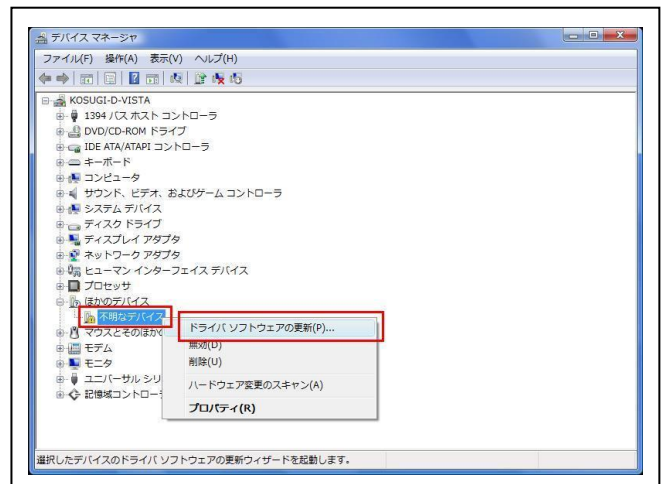 デバイス マネージャ
ファイル(F) 操作(A) 表示(V) ヘルプ(H)
KOSUGI-D-VISTA
1394 バス ホスト コントローラ
DVD/CD-ROM ドライブ
IDE ATA/ATAPI コントローラ
キーボード
コンピュータ
サウンド、ビデオ、およびゲーム コントローラ
システム デバイス
ディスク ドライブ
ディスプレイ アダプタ
ネットワーク アダプタ
ヒューマン インターフェイス デバイス
プロセッサ
ほかのデバイス
不明なデバイス
ドライバ ソフトウェアの更新(P)...
マウスとそのほか
無効(D)
モデム
削除(U)
モニタ
ユニバーサル シリ
ハードウェア変更のスキャン(A)
記憶域コントロー
プロパティ(R)
選択したデバイスのドライバ ソフトウェアの更新ウィザードを起動します。